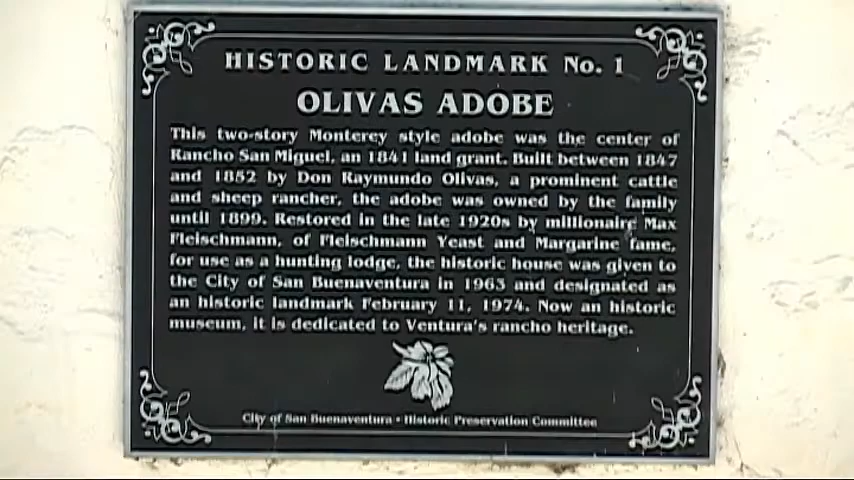 HISTORIC LANDMARK No. 1
OLIVAS ADOBE
This two-story Monterey style adobe was the center of
Rancho San Miguel, an 1841 land grant. Built between 1847
and 1852 by Don Raymundo Olivas, a prominent cattle
and sheep rancher, the adobe was owned by the family
until 1899. Restored in the late 1920s by millionaire Max
Fleischmann, of Fleischmann Yeast and Margarine fame,
for use as a hunting lodge, the historic house was given to
the City of San Buenaventura in 1963 and designated as
an historic landmark February 11, 1974. Now an historic
museum, it is dedicated to Ventura's rancho heritage.
City of San Buenaventura • Historic Preservation Committee